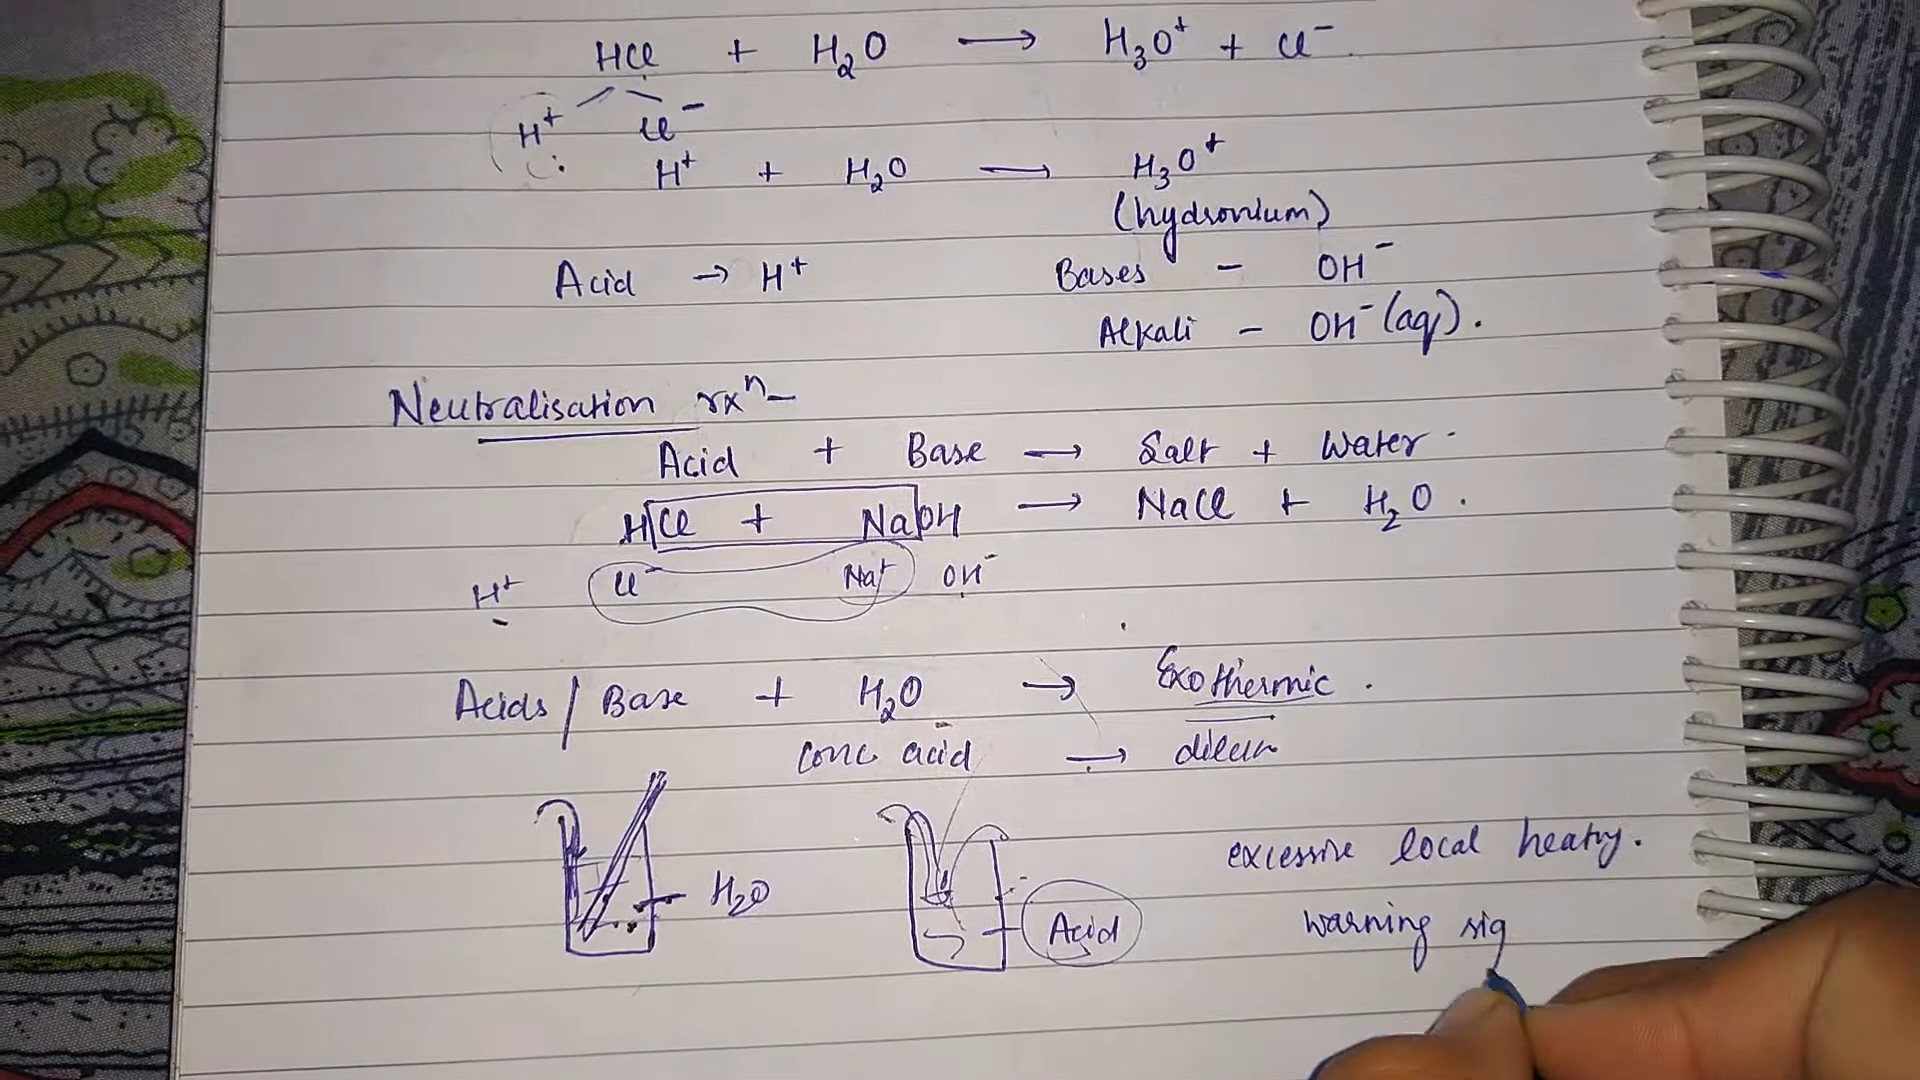 HCl + H₂O → H₃O⁺ + Cl⁻
H⁺ Cl⁻
H⁺ + H₂O → H₃O⁺
(hydronium)
Acid → H⁺
Bases - OH⁻
Alkali - OH⁻(aq).
Neutralisation rxⁿ-
Acid + Base → Salt + Water.
HCl + NaOH → NaCl + H₂O.
H⁺ Cl⁻ Na⁺ OH⁻
Acids / Base + H₂O → Exothermic.
conc acid →
H₂O
Acid
excessive local
warning sig